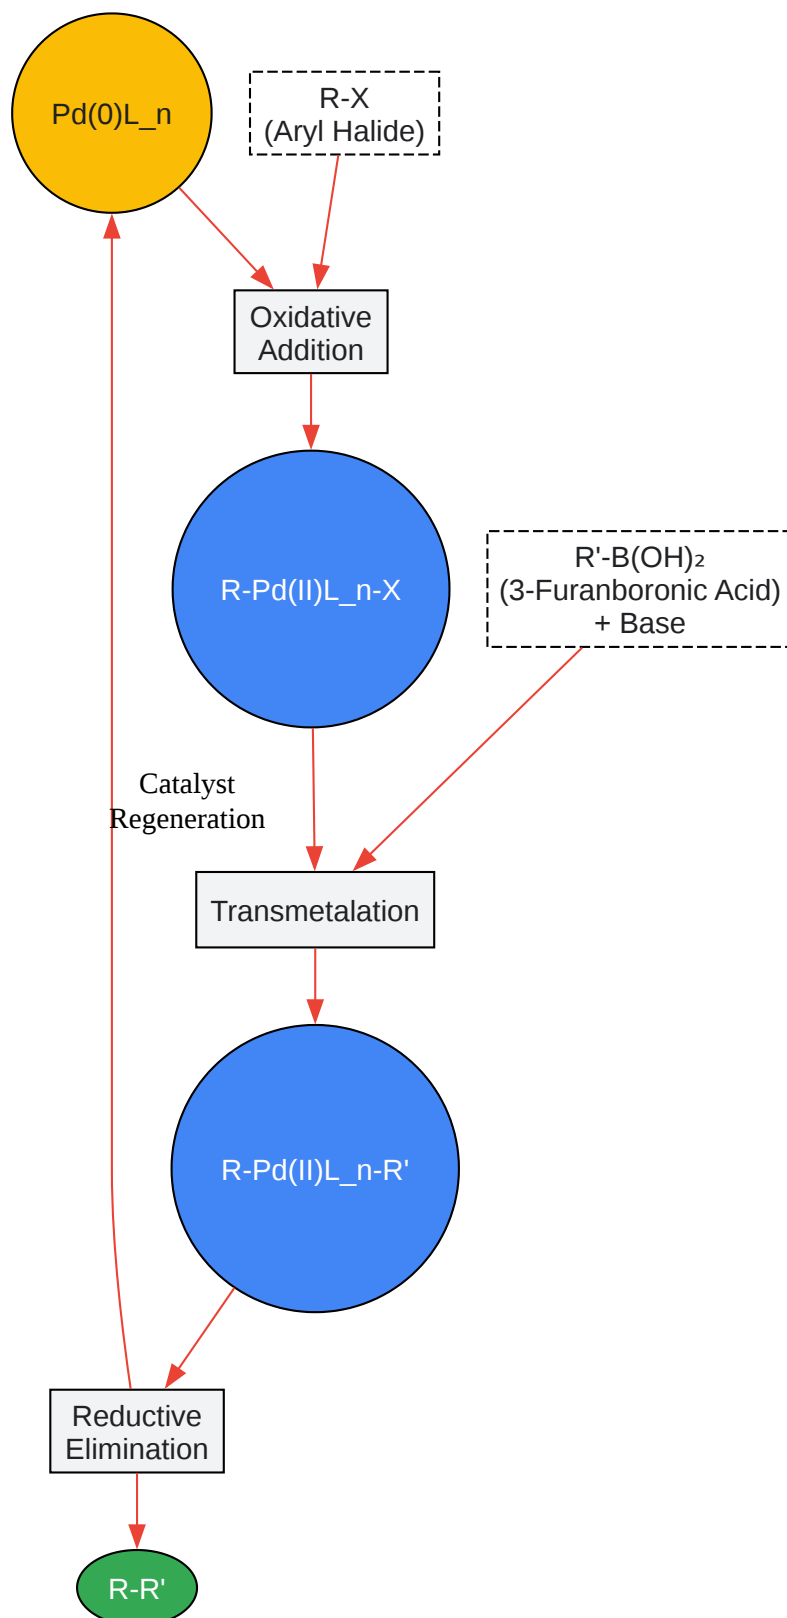 Pd(0)L_n
R-X
(Aryl Halide)
Oxidative
Addition
R-Pd(II)L_n-X
R'-B(OH)₂
(3-Furanboronic Acid)
+ Base
Catalyst
Regeneration
Transmetalation
R-Pd(II)L_n-R'
Reductive
Elimination
R-R'